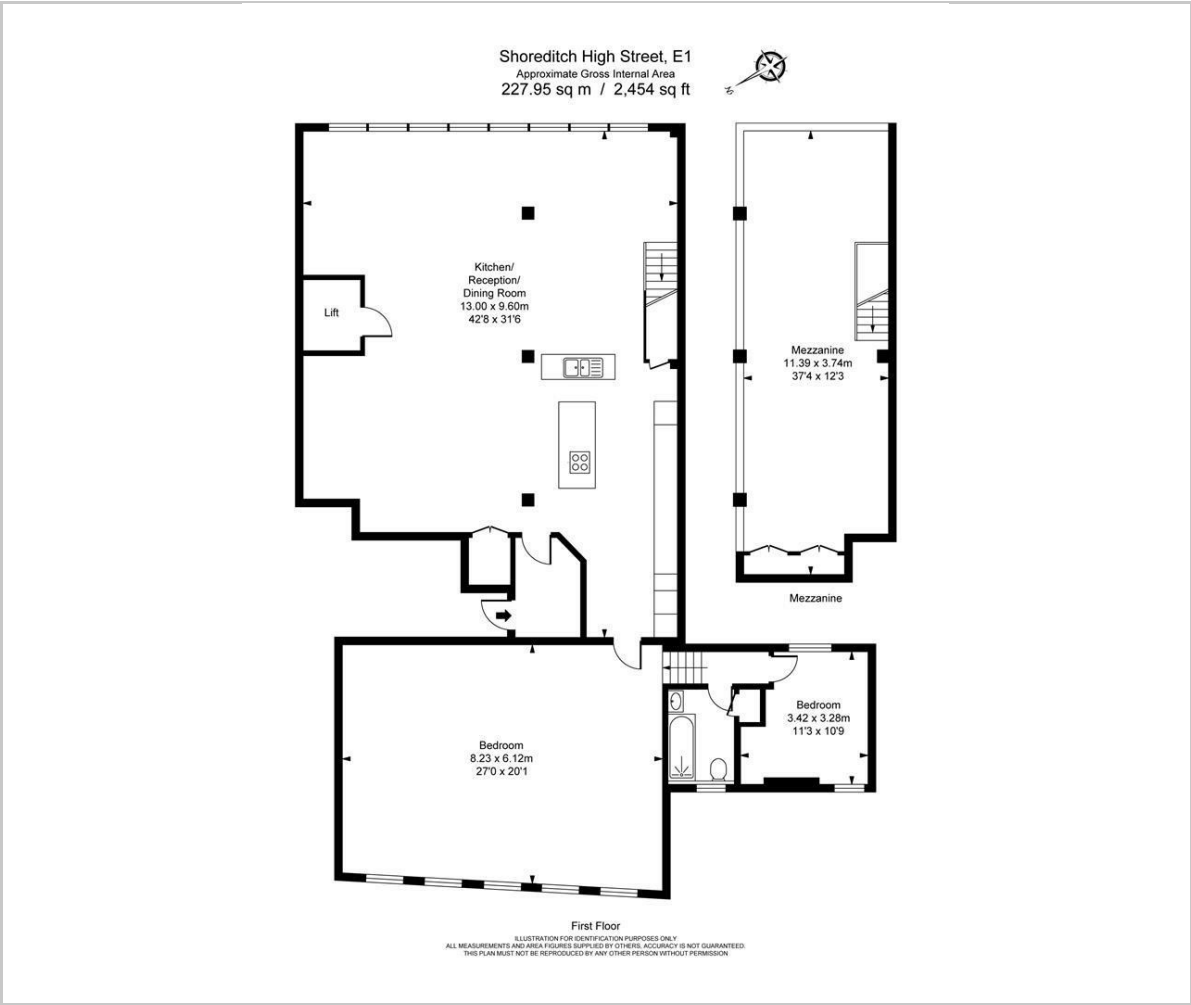 Shoreditch High Street, E1
Approximate Gross Internal Area
227.95 sq m / 2,454 sq ft
N
Kitchen/
Reception/
Dining Room
13.00 x 9.60m
42'8 x 31'6
Lift
Mezzanine
11.39 x 3.74m
37'4 x 12'3
Mezzanine
Bedroom
3.42 x 3.28m
11'3 x 10'9
Bedroom
8.23 x 6.12m
27'0 x 20'1
First Floor
ILLUSTRATION FOR IDENTIFICATION PURPOSES ONLY
ALL MEASUREMENTS AND AREA FIGURES SUPPLIED BY OTHERS. ACCURACY IS NOT GUARANTEED.
THIS PLAN MUST NOT BE REPRODUCED BY ANY OTHER PERSON WITHOUT PERMISSION